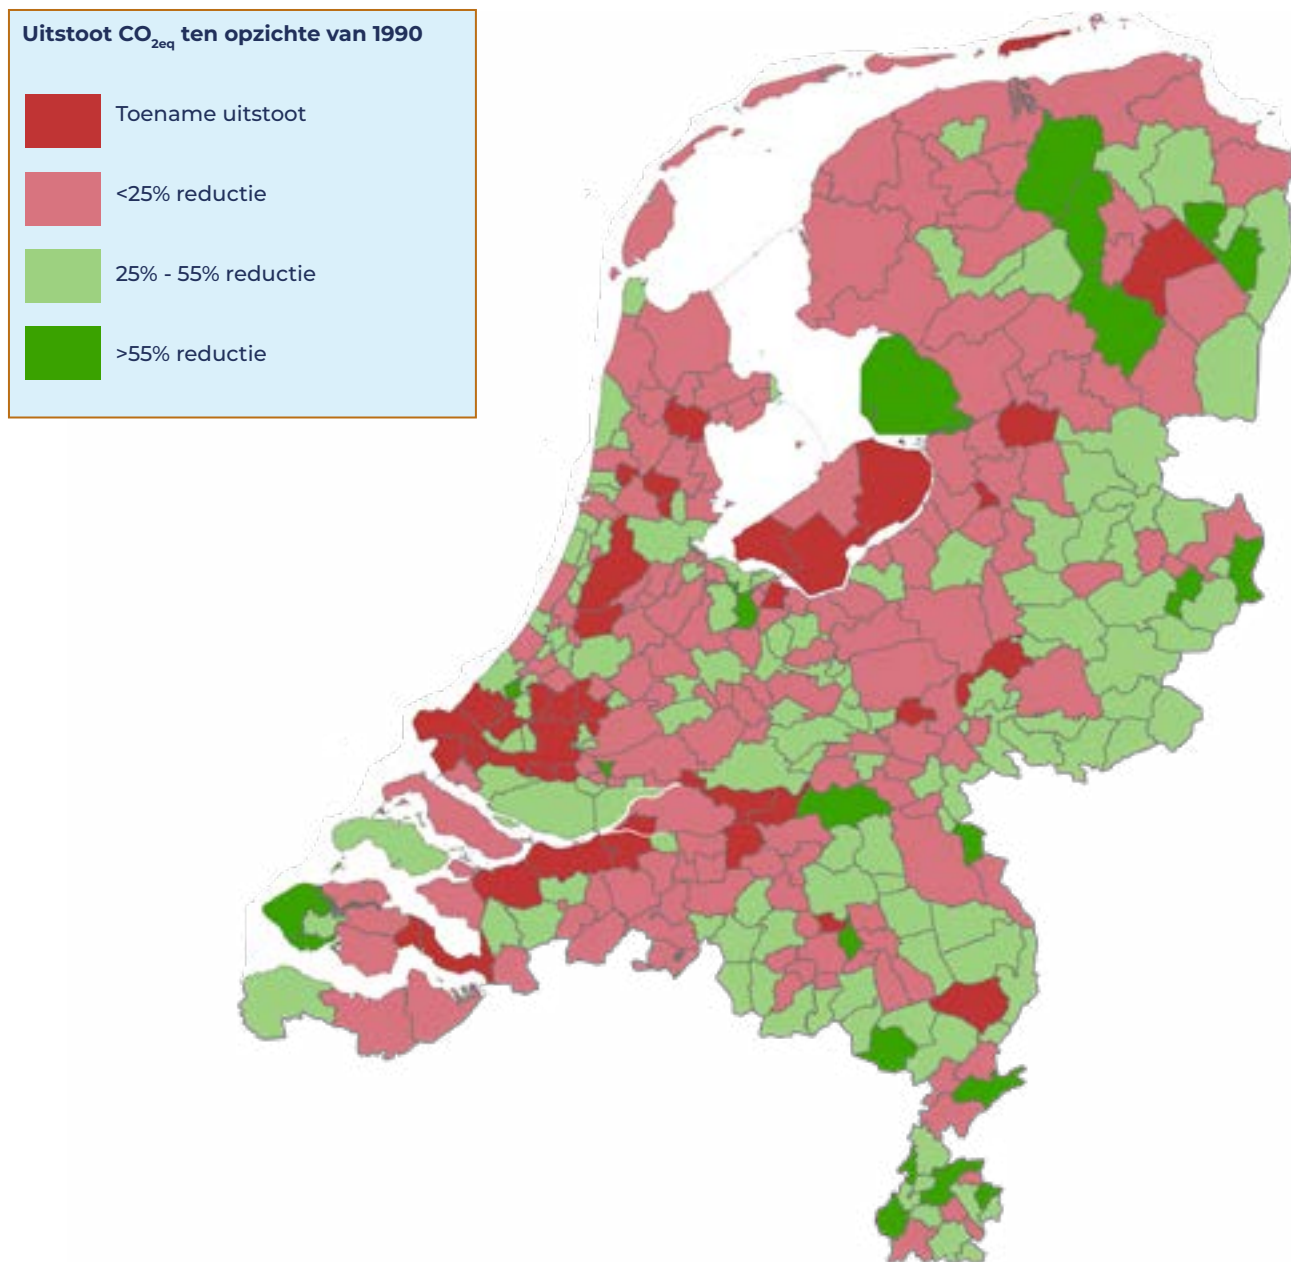 Uitstoot CO2eq ten opzichte van 1990
Toename uitstoot
<25% reductie
25% - 55% reductie
>55% reductie